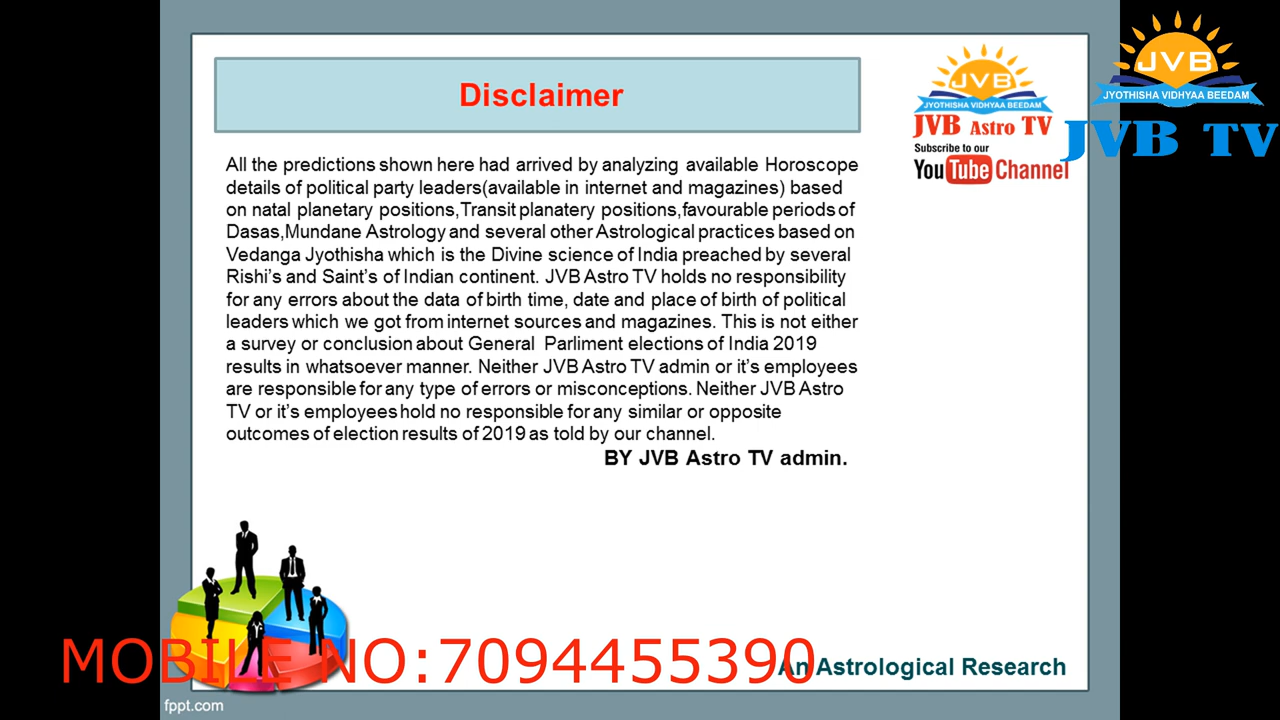 Disclaimer
JVB
JYOTHISHA VIDHYAA BEEDAM
JVB Astro TV
Subscribe to our
You Tube Channel
JVB
JYOTHISHA VIDHYAA BEEDAM
JVB TV
All the predictions shown here had arrived by analyzing available Horoscope
details of political party leaders(available in internet and magazines) based
on natal planetary positions,Transit planatery positions,favourable periods of
Dasas,Mundane Astrology and several other Astrological practices based on
Vedanga Jyothisha which is the Divine science of India preached by several
Rishi's and Saint's of Indian continent. JVB Astro TV holds no responsibility
for any errors about the data of birth time, date and place of birth of political
leaders which we got from internet sources and magazines. This is not either
a survey or conclusion about General Parliment elections of India 2019
results in whatsoever manner. Neither JVB Astro TV admin or it's employees
are responsible for any type of errors or misconceptions. Neither JVB Astro
TV or it's employees hold no responsible for any similar or opposite
outcomes of election results of 2019 as told by our channel.
BY JVB Astro TV admin.
MOBILE NO:7094455390
An Astrological Research
fppt.com